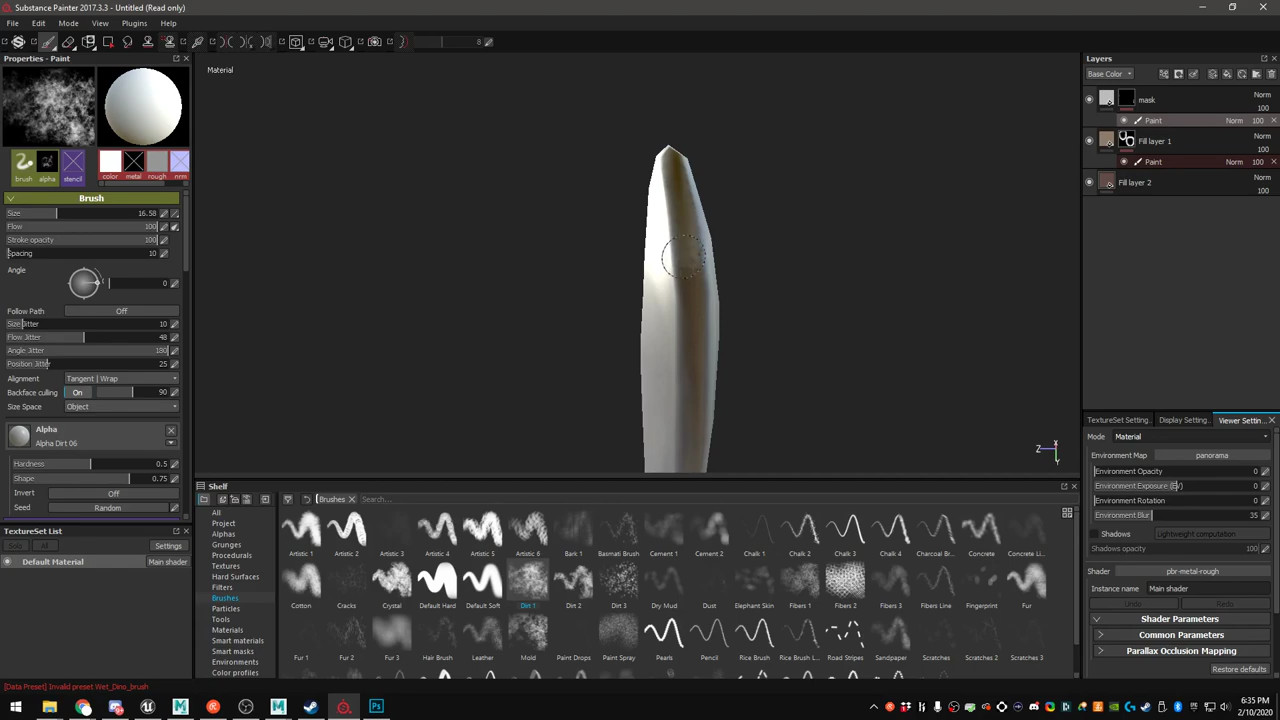 Substance Painter 2017.3.3 - Untitled (Read only)
File Edit Mode View Plugins Help
8
Properties - Paint
brush alpha stencil color metal rough nrm
Brush
Size 16.58
Flow 100
Stroke opacity 100
Spacing 10
Angle
0
Follow Path Off
Size Jitter 10
Flow Jitter 48
Angle Jitter 180
Position Jitter 25
Alignment Tangent | Wrap
Backface culling On 90
Size Space Object
Alpha
Alpha Dirt 06
Hardness 0.5
Shape 0.75
Invert Off
Seed Random
TextureSet List
Solo All Settings
Default Material Main shader
[Data Preset] Invalid preset Wet_Dino_brush
Material
Z Y
Shelf
Brushes Search...
All
Project
Alphas
Grunges
Procedurals
Textures
Hard Surfaces
Filters
Brushes
Particles
Tools
Materials
Smart materials
Smart masks
Environments
Color profiles
Artistic 1 Artistic 2 Artistic 3 Artistic 4 Artistic 5 Artistic 6 Bark 1 Basmati Brush Cement 1 Cement 2 Chalk 1 Chalk 2 Chalk 3 Chalk 4 Charcoal Br... Concrete Concrete Li...
Cotton Cracks Crystal Default Hard Default Soft Dirt 1 Dirt 2 Dirt 3 Dry Mud Dust Elephant Skin Fibers 1 Fibers 2 Fibers 3 Fibers Line Fingerprint Fur
Fur 1 Fur 2 Fur 3 Hair Brush Leather Mold Paint Drops Paint Spray Pearls Pencil Rice Brush Rice Brush L... Road Stripes Sandpaper Scratches Scratches 2 Scratches 3
Layers
Base Color
mask Norm 100
Paint Norm 100
Fill layer 1 Norm 100
Paint Norm 100
Fill layer 2 Norm 100
TextureSet Setting... Display Setting... Viewer Settin...
Mode Material
Environment Map panorama
Environment Opacity 0
Environment Exposure (EV) 0
Environment Rotation 0
Environment Blur 35
Shadows Lightweight computation
Shadows opacity 100
Shader pbr-metal-rough
Instance name Main shader
Undo Redo
Shader Parameters
Common Parameters
Parallax Occlusion Mapping
Restore defaults
6:35 PM
2/10/2020